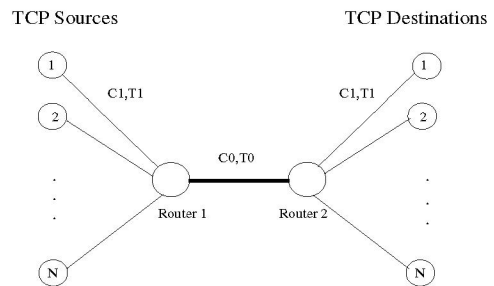 TCP Sources
TCP Destinations
1
1
C1,T1
C1,T1
2
2
C0,T0
Router 1
Router 2
N
N